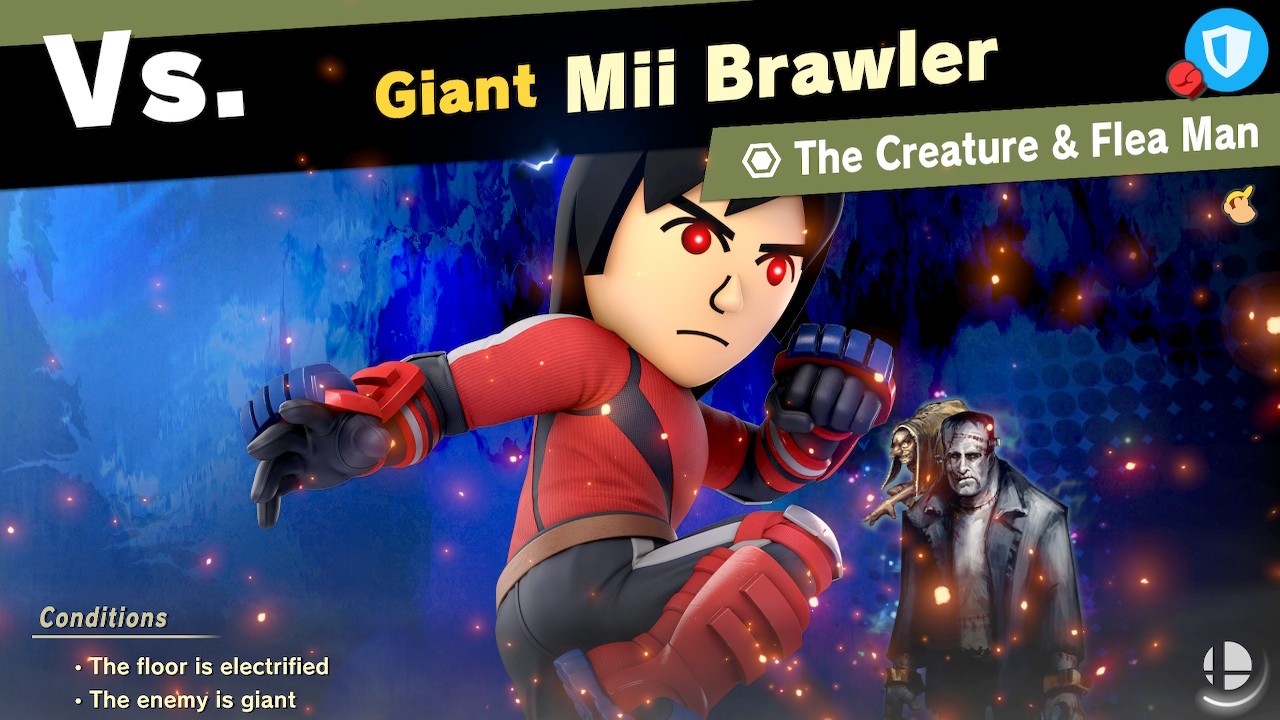 Vs. Giant Mii Brawler
The Creature & Flea Man
Conditions
• The floor is electrified
• The enemy is giant